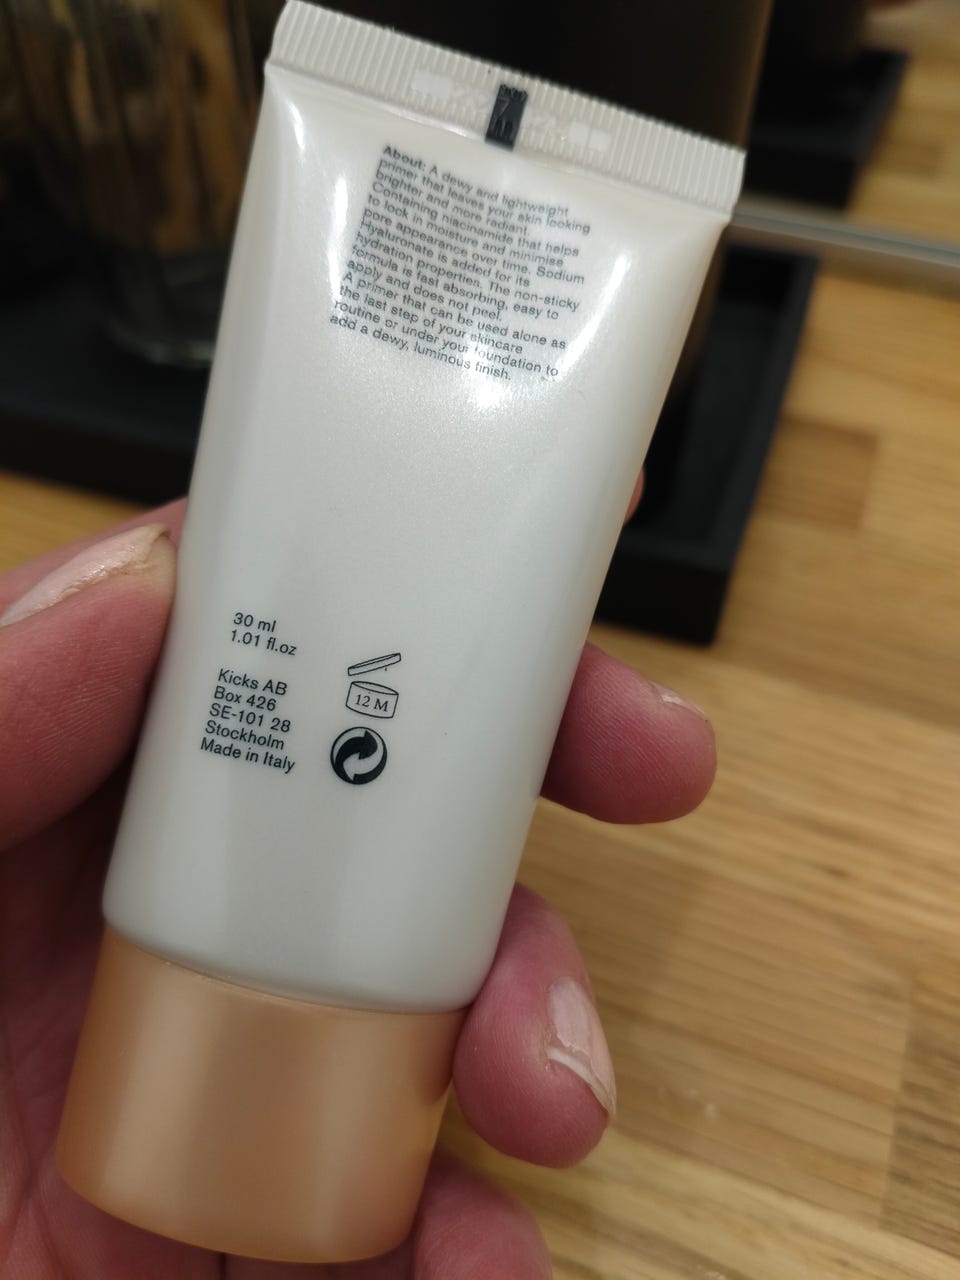 About: A dewy and lightweight
primer that leaves your skin looking
brighter and more radiant.
Containing niacinamide that helps
to lock in moisture and minimise
pore appearance over time. Sodium
Hyaluronate is added for its
hydration properties. The non-sticky
formula is fast absorbing, easy to
apply and does not peel.
A primer that can be used alone as
the last step of your skincare
routine or under your foundation to
add a dewy, luminous finish.
30 ml
1.01 fl.oz
Kicks AB
Box 426
SE-101 28
Stockholm
Made in Italy
12 M